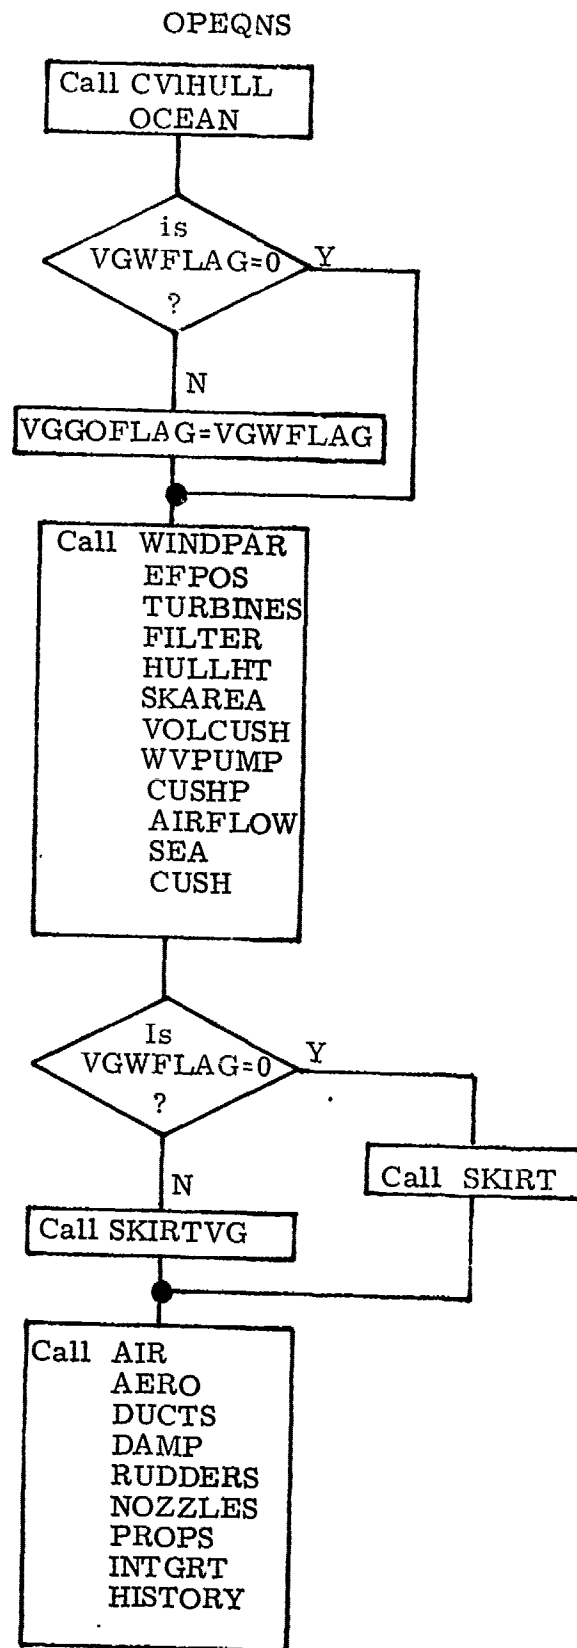 OPEQNS
Call CV1HULL
OCEAN
is
VGWFLAG=0
?
Y
N
VGGOFLAG=VGWFLAG
Call WINDPAR
EFPOS
TURBINES
FILTER
HULLHT
SKAREA
VOLCUSH
WVPUMP
CUSHP
AIRFLOW
SEA
CUSH
Is
VGWFLAG=0
?
Y
N
Call SKIRT
Call SKIRTVG
Call AIR
AERO
DUCTS
DAMP
RUDDERS
NOZZLES
PROPS
INTGRT
HISTORY